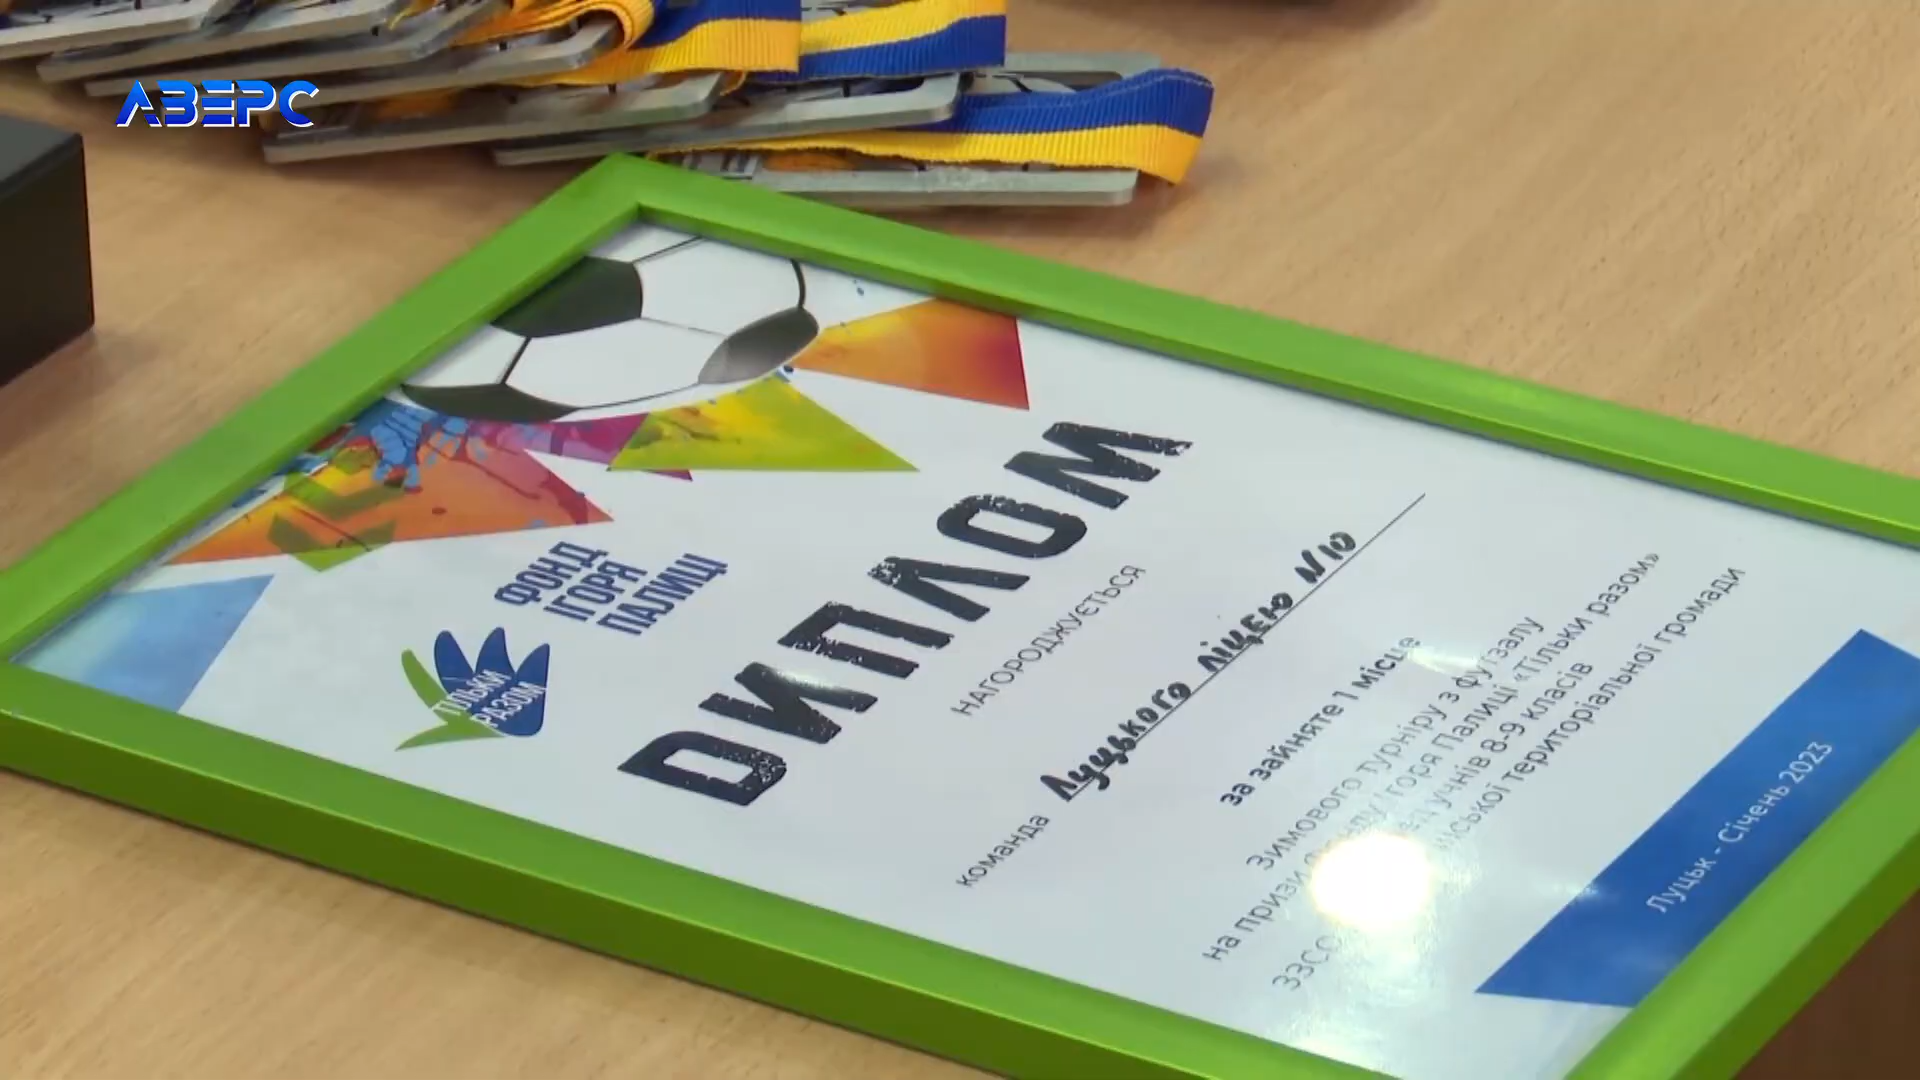 АВЕРС
ФОНД
ІГОРЯ
ПАЛИЦІ
ТІЛЬКИ
РАЗОМ
ДИПЛОМ
НАГОРОДЖУЄТЬСЯ
команда Луцького ліцею №10
за зайняте 1 місце
Зимового турніру з футзалу
на призи Фонду Ігоря Палиці «Тільки разом»
ЗЗСО учнів 8-9 класів
територіальної громади
Луцьк - Січень 2023